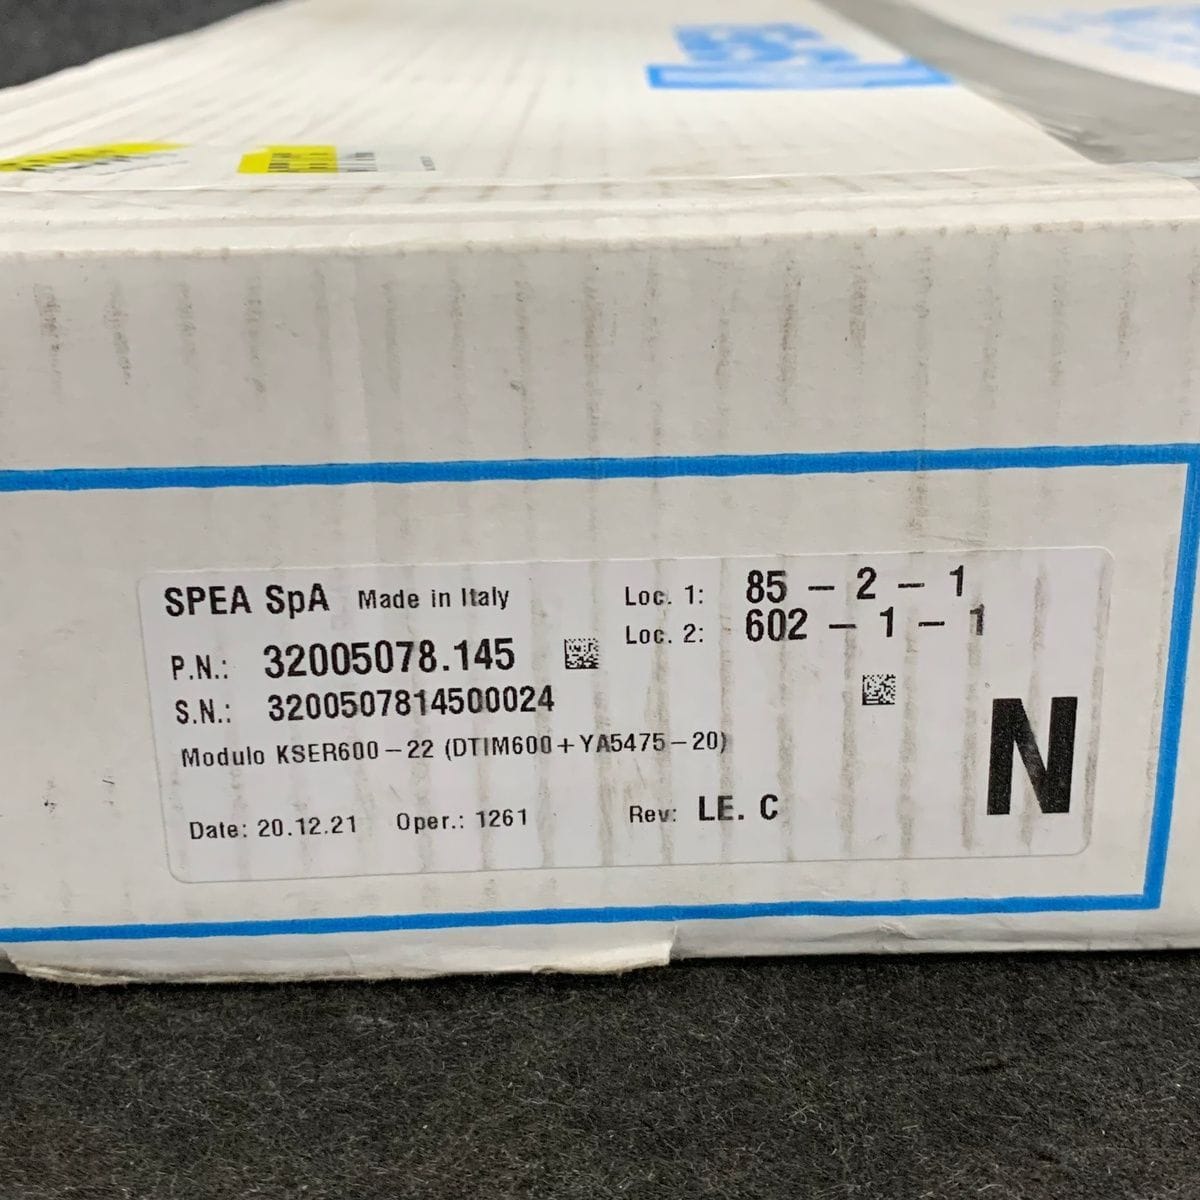 SPEA SpA Made in Italy
Loc. 1: 85 – 2 – 1
Loc. 2: 602 – 1 – 1
P.N.: 32005078.145
S.N.: 3200507814500024
Modulo KSER600–22 (DTIM600+YA5475–20)
N
Date: 20.12.21 Oper.: 1261 Rev: LE. C